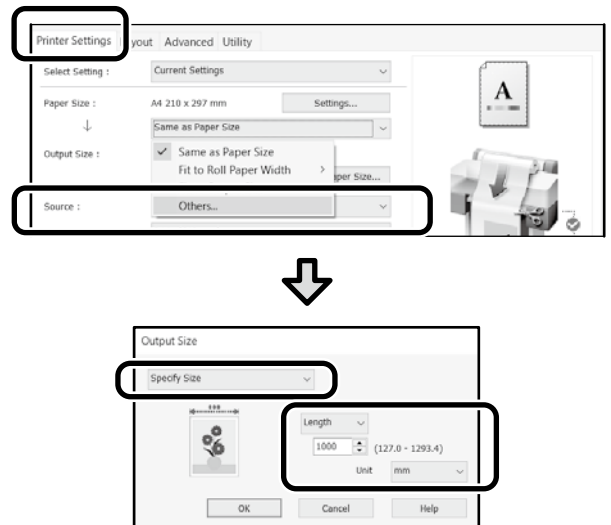 Printer Settings yout Advanced Utility
Select Setting : Current Settings
Paper Size : A4 210 x 297 mm Settings...
Same as Paper Size
Output Size : Same as Paper Size
Fit to Roll Paper Width
per Size...
Source : Others...
A
Output Size
Specify Size
Length
1000 (127.0 - 1293.4)
Unit mm
OK Cancel Help